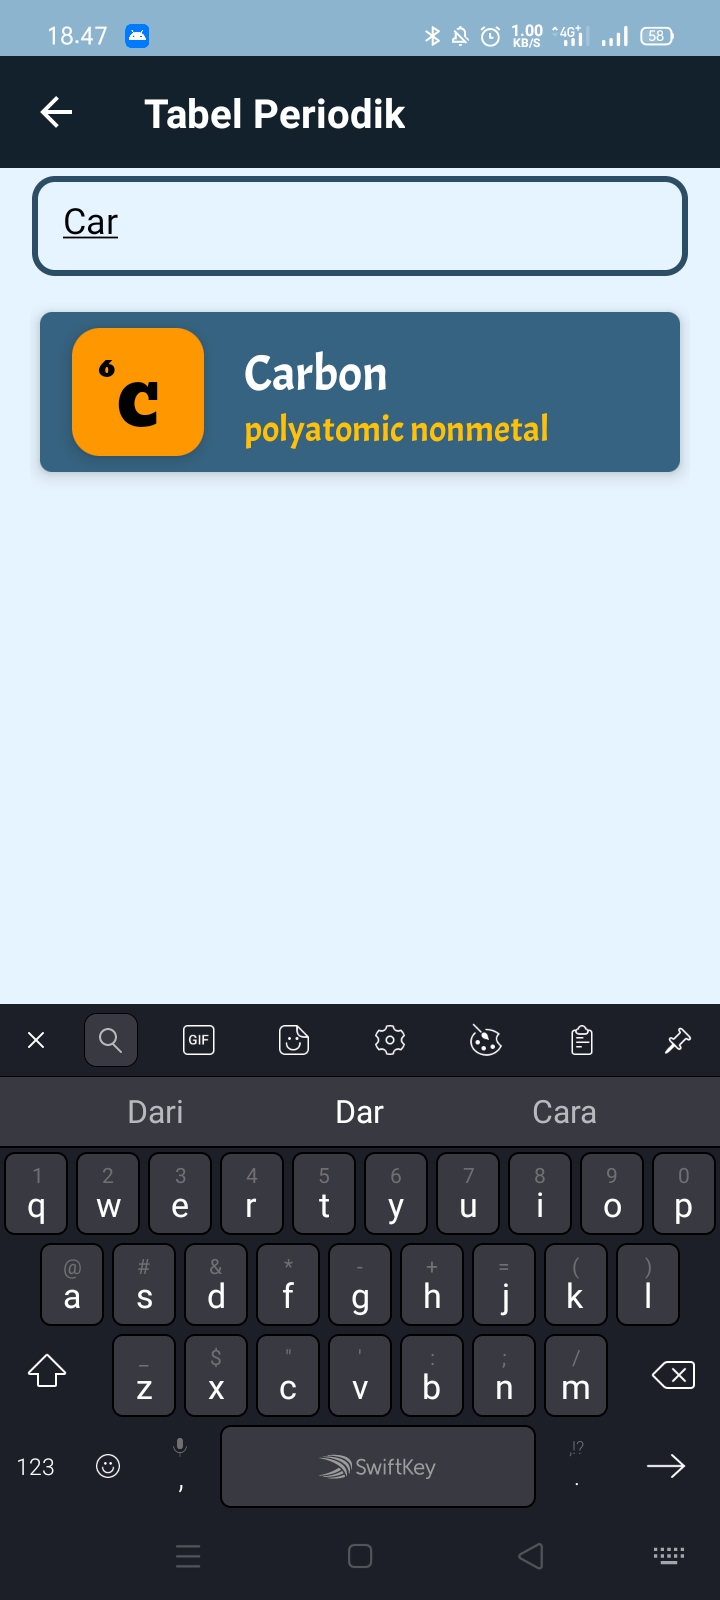 18.47 1.00 KB/S 4G+ 58
Tabel Periodik
Car
6
C
Carbon
polyatomic nonmetal
GIF
Dari Dar Cara
1 2 3 4 5 6 7 8 9 0
q w e r t y u i o p
@ # & * - + = ( )
a s d f g h j k l
_ $ " ' : ; /
z x c v b n m
,!?
123 , SwiftKey .